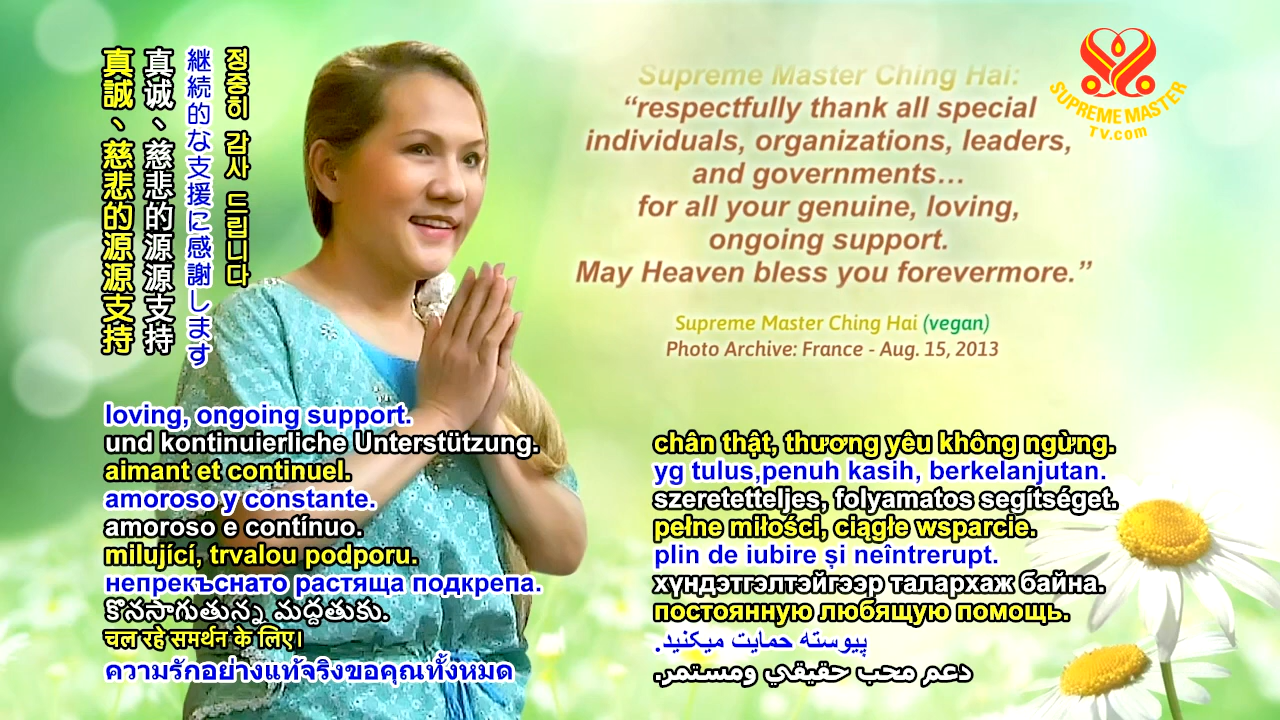 真誠、慈悲的源源支持
真诚、慈悲的源源支持
継続的な支援に感謝します
정중히 감사 드립니다
Supreme Master Ching Hai:
“respectfully thank all special
individuals, organizations, leaders,
and governments…
for all your genuine, loving,
ongoing support.
May Heaven bless you forevermore.”
Supreme Master Ching Hai (vegan)
Photo Archive: France - Aug. 15, 2013
SUPREME MASTER
TV.com
loving, ongoing support.
und kontinuierliche Unterstützung.
aimant et continuel.
amoroso y constante.
amoroso e contínuo.
milující, trvalou podporu.
непрекъснато растяща подкрепа.
కొనసాగుతున్న మద్దతుకు.
चल रहे समर्थन के लिए।
ความรักอย่างแท้จริงขอคุณทั้งหมด
chân thật, thương yêu không ngừng.
yg tulus,penuh kasih, berkelanjutan.
szeretetteljes, folyamatos segítséget.
pełne miłości, ciągłe wsparcie.
plin de iubire și neîntrerupt.
хүндэтгэлтэйгээр талархаж байна.
постоянную любящую помощь.
پیوسته حمایت میکنید.
دعم محب حقيقي ومستمر.